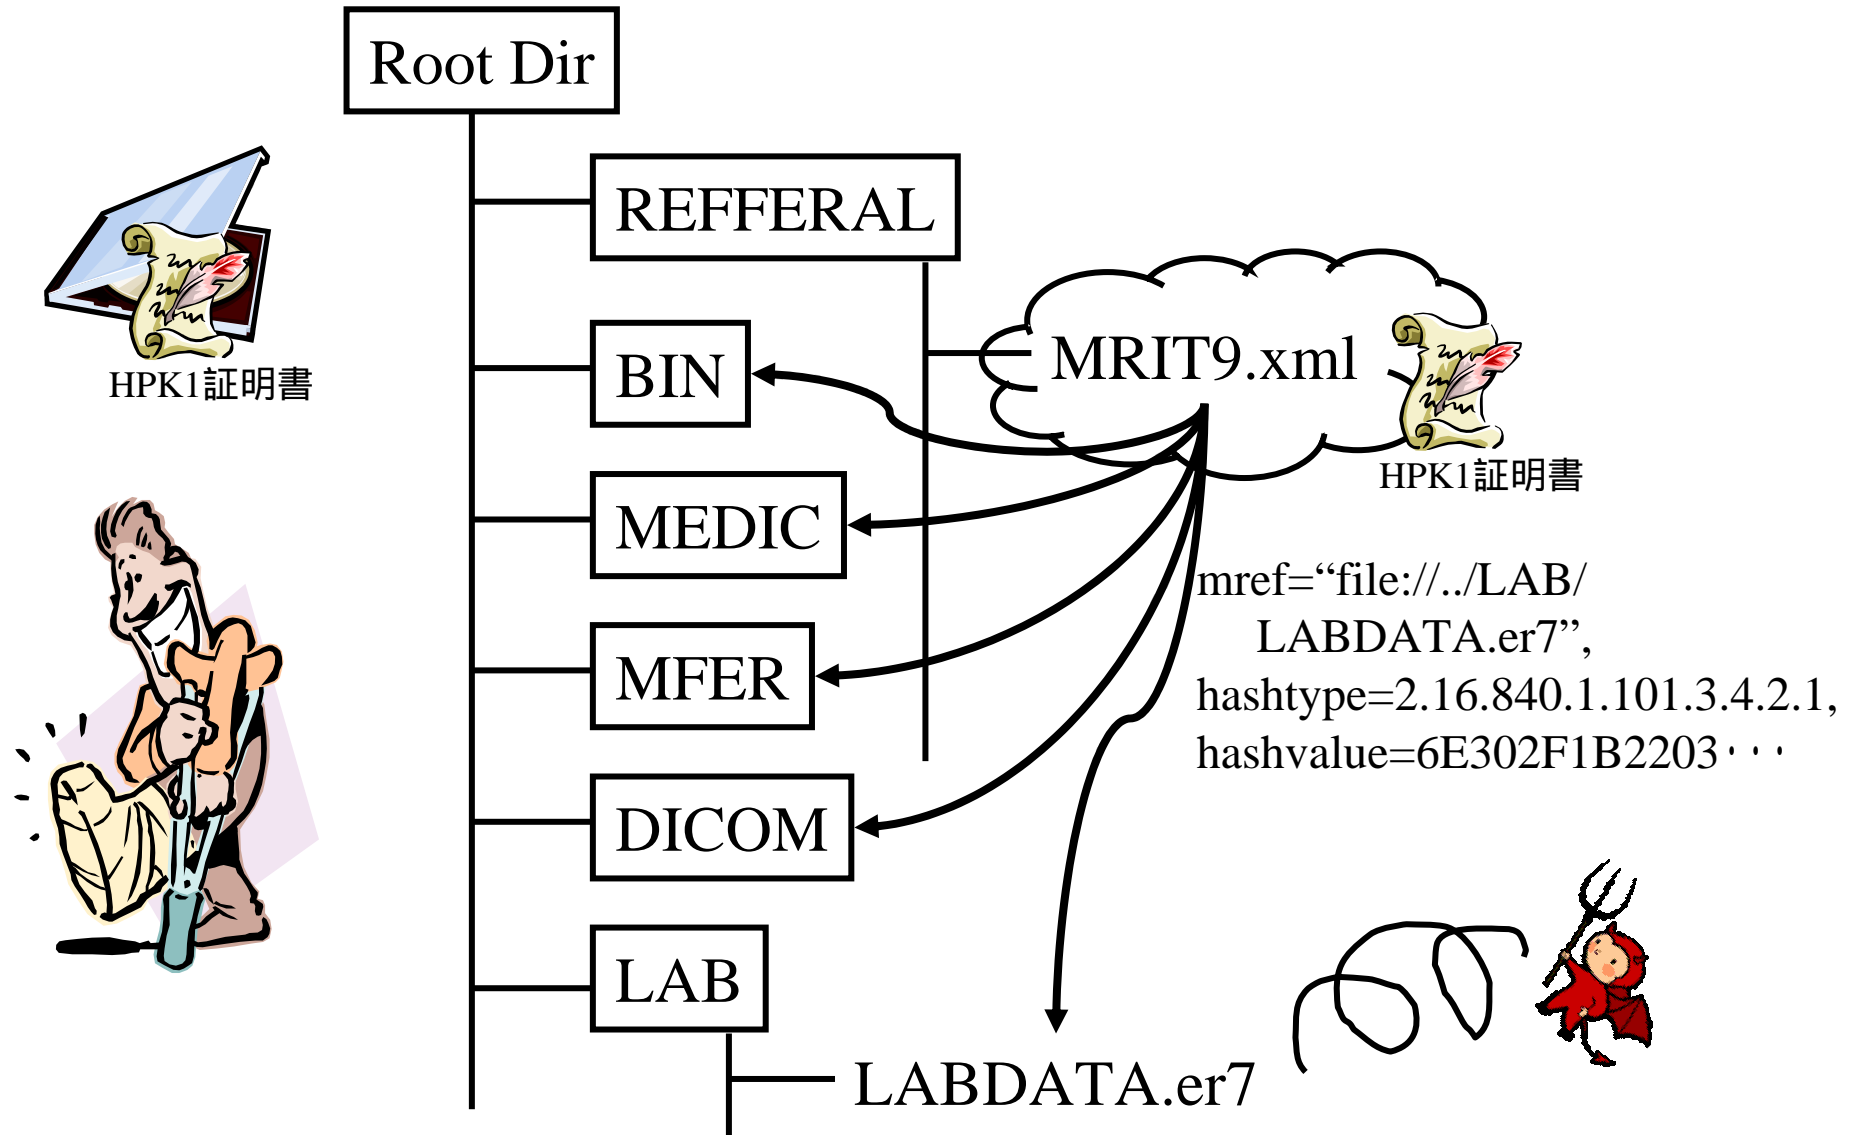 Root Dir
REFFERAL
HPK1証明書
BIN
MRIT9.xml
HPK1証明書
MEDIC
mref=“file://../LAB/
LABDATA.er7”,
MFER
hashtype=2.16.840.1.101.3.4.2.1,
hashvalue=6E302F1B2203･･･
DICOM
LAB
LABDATA.er7